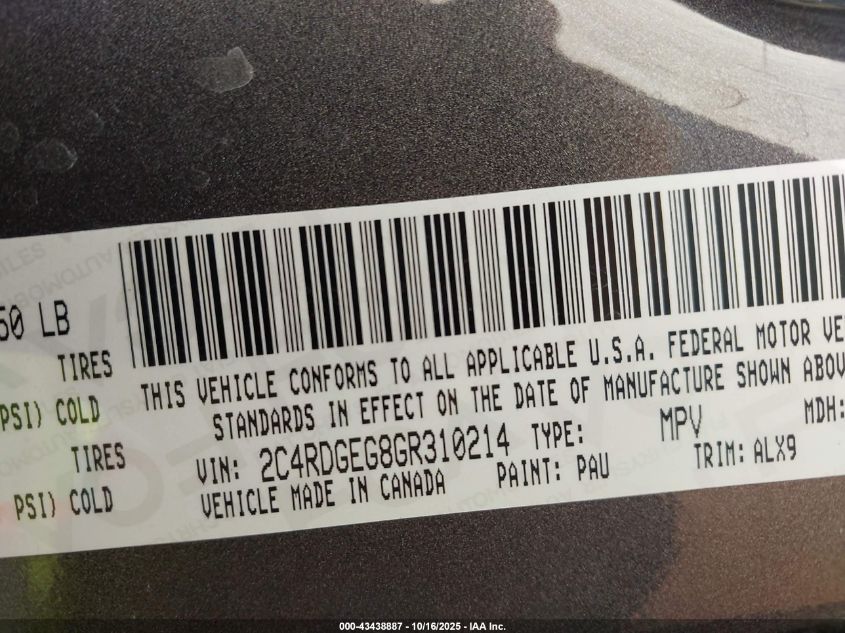 50 LB
TIRES
PSI) COLD
TIRES
PSI) COLD
THIS VEHICLE CONFORMS TO ALL APPLICABLE U.S.A. FEDERAL MOTOR VE
STANDARDS IN EFFECT ON THE DATE OF MANUFACTURE SHOWN ABOV
VIN: 2C4RDGEG8GR310214 TYPE: MPV MDH:
VEHICLE MADE IN CANADA PAINT: PAU TRIM: ALX9
000-43438887 - 10/16/2025 - IAA Inc.